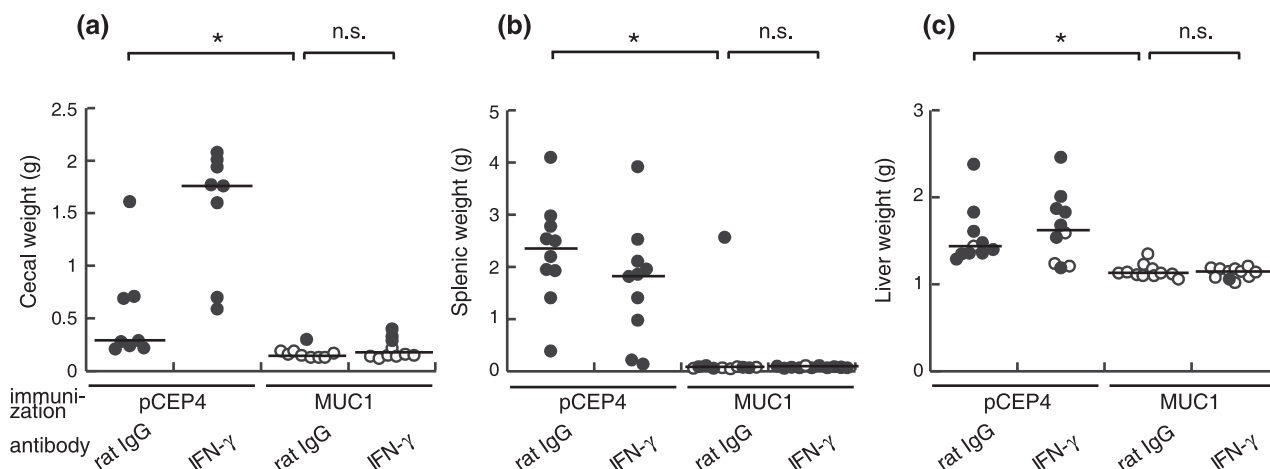 (a)
*
n.s.
Cecal weight (g)
2.5
2
1.5
1
0.5
0
immuni-
zation
pCEP4
MUC1
antibody
rat IgG
IFN-γ
rat IgG
IFN-γ
(b)
*
n.s.
Splenic weight (g)
5
4
3
2
1
0
pCEP4
MUC1
rat IgG
IFN-γ
rat IgG
IFN-γ
(c)
*
n.s.
Liver weight (g)
3
2
1
0
pCEP4
MUC1
rat IgG
IFN-γ
rat IgG
IFN-γ